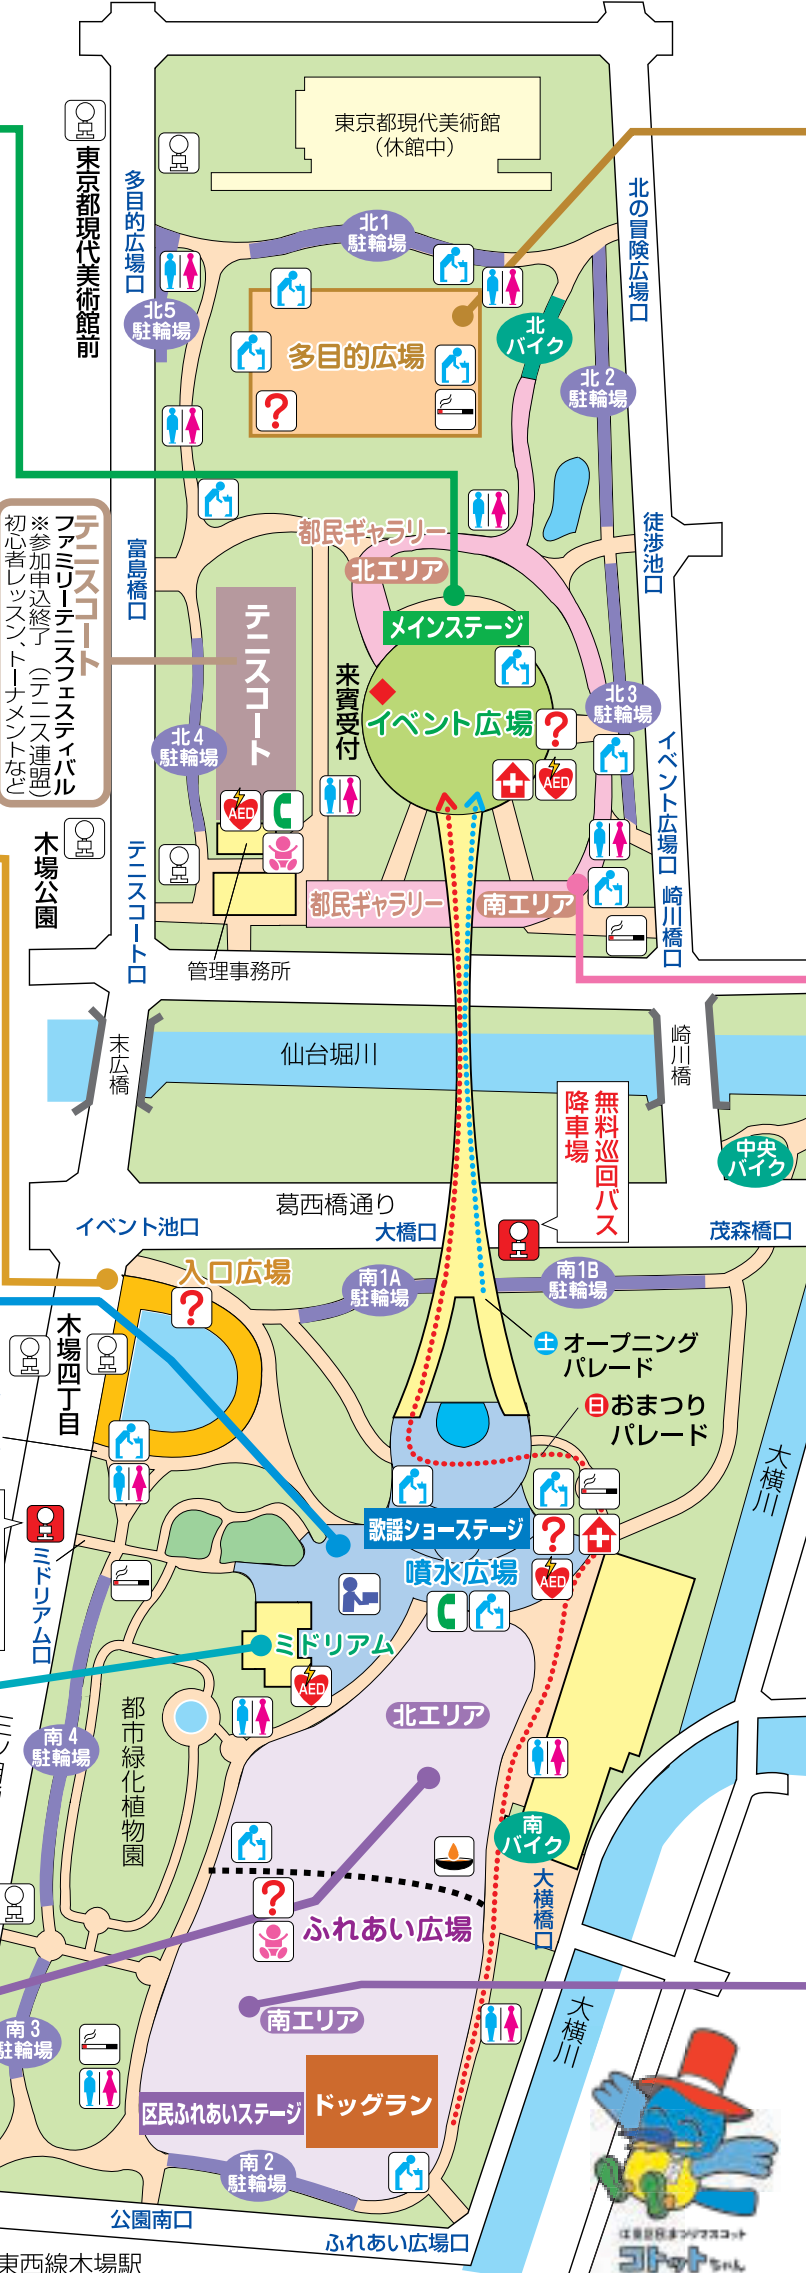 東京都現代美術館
(休館中)
東京都現代美術館前
多目的広場口
北の冒険広場口
北1
駐輪場
北5
駐輪場
北
バイク
多目的広場
?
北2
駐輪場
徒歩池口
富島橋口
都民ギャラリー
北エリア
テニスコート
ファミリーテニスフェスティバル
※参加申込終了 (テニス連盟)
初心者レッスン、トーナメントなど
テニスコート
メインステージ
来賓受付
イベント広場
?
北3
駐輪場
北4
駐輪場
イベント広場口
AED
AED
木場公園
テニスコート口
都民ギャラリー
南エリア
崎川橋口
管理事務所
末広橋
仙台堀川
崎川橋
無料巡回バス
降車場
中央
バイク
葛西橋通り
イベント池口
大橋口
茂森橋口
入口広場
?
南1A
駐輪場
南1B
駐輪場
木場四丁目
土 オープニング
パレード
日 おまつり
パレード
大横川
歌謡ショーステージ
?
噴水広場
AED
ミドリアム口
ミドリアム
AED
北エリア
都市緑化植物園
南4
駐輪場
南
バイク
大横橋口
?
ふれあい広場
南エリア
大横川
南3
駐輪場
区民ふれあいステージ
ドッグラン
南2
駐輪場
公園南口
ふれあい広場口
東西線木場駅
江東区民まつりマスコット
コトットちゃん